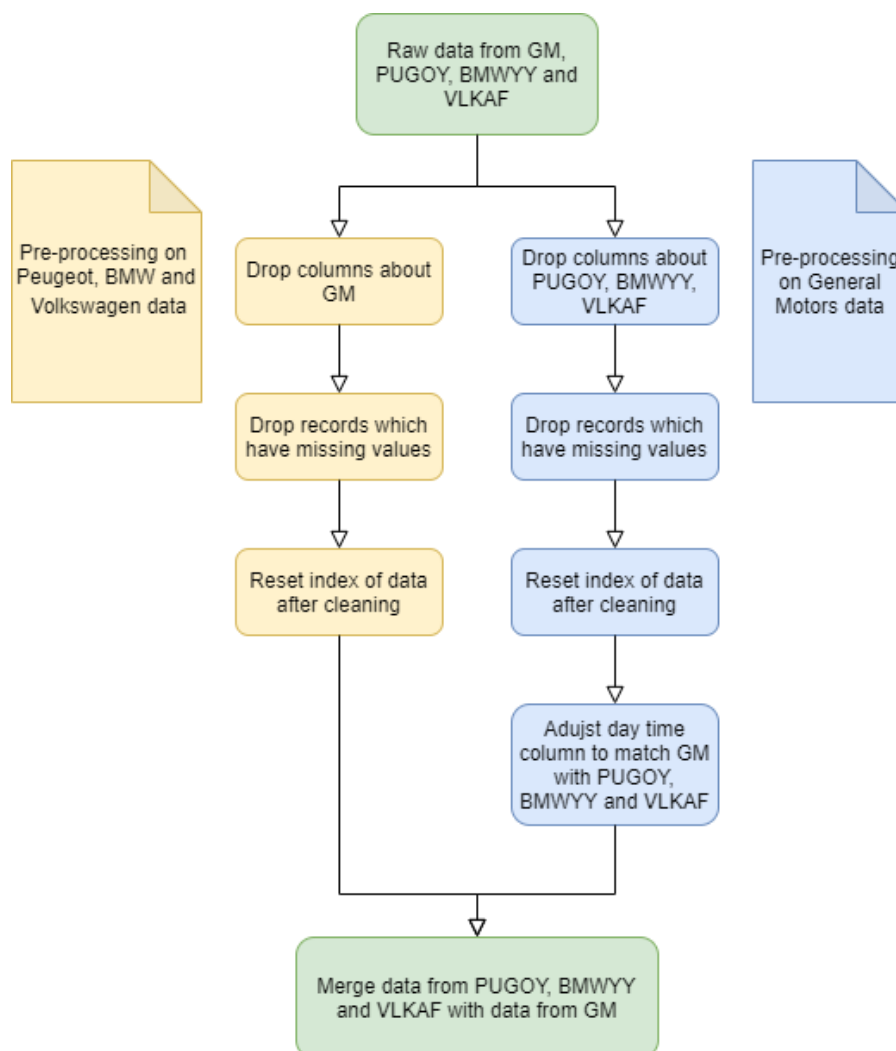 Raw data from GM,
PUGOY, BMWYY and
VLKAF
Pre-processing on
Peugeot, BMW and
Volkswagen data
Drop columns about
GM
Drop columns about
PUGOY, BMWYY,
VLKAF
Pre-processing
on General
Motors data
Drop records which
have missing values
Drop records which
have missing values
Reset index of data
after cleaning
Reset index of data
after cleaning
Adujst day time
column to match GM
with PUGOY,
BMWYY and VLKAF
Merge data from PUGOY, BMWYY
and VLKAF with data from GM